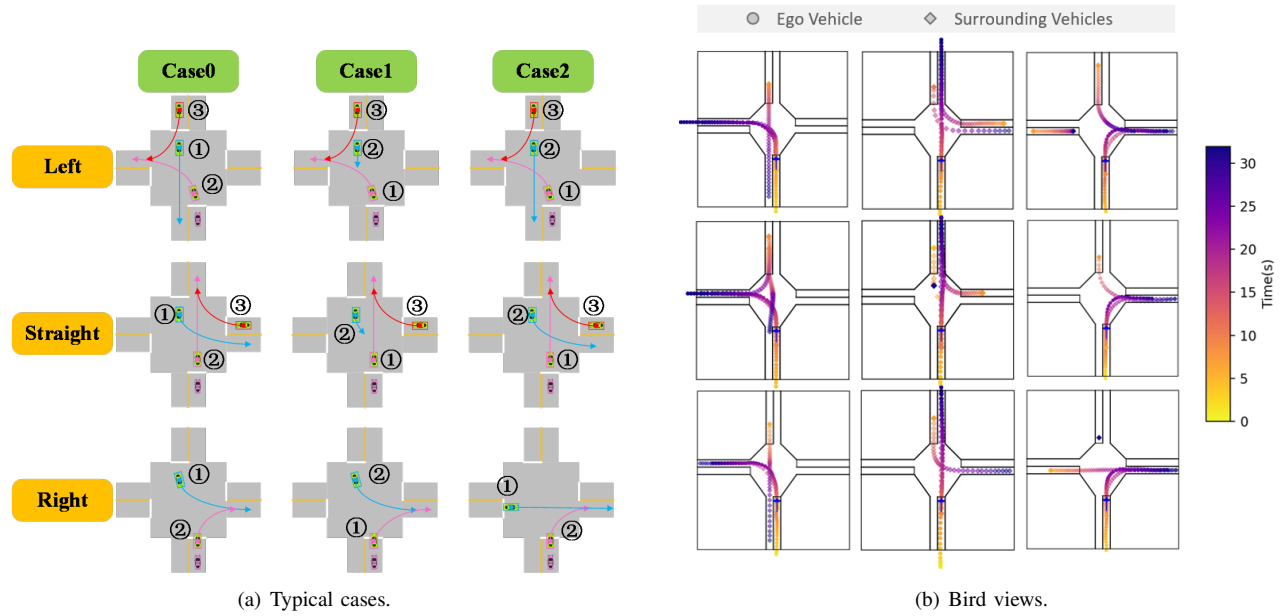 Case0
Case1
Case2
Left
③
①
②
③
②
①
③
②
①
Straight
①
③
②
③
②
①
②
③
①
Right
①
②
②
①
①
②
(a) Typical cases.
Ego Vehicle
Surrounding Vehicles
30
25
20
15
10
5
0
Time(s)
(b) Bird views.